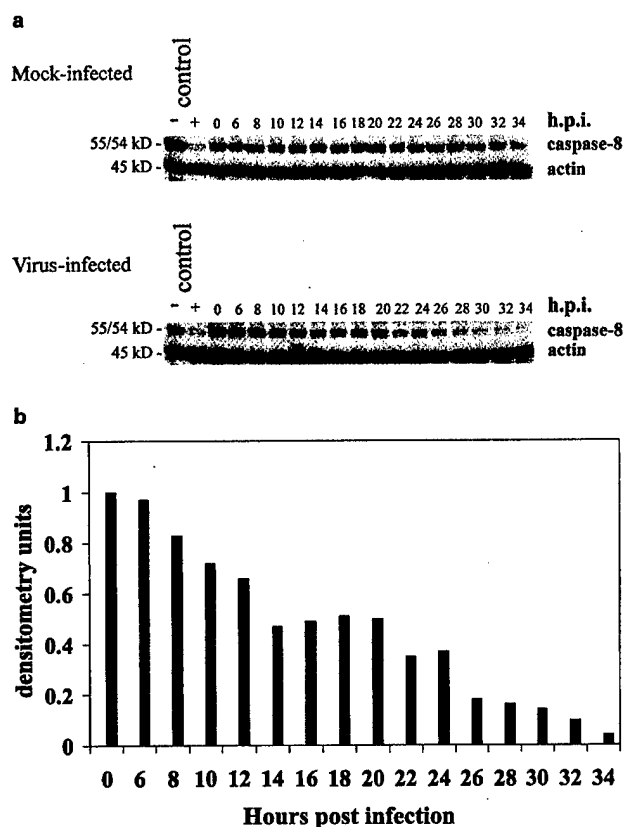 a
Mock-infected
control
- + 0 6 8 10 12 14 16 18 20 22 24 26 28 30 32 34 h.p.i.
55/54 kD - caspase-8
45 kD - actin
Virus-infected
control
- + 0 6 8 10 12 14 16 18 20 22 24 26 28 30 32 34 h.p.i.
55/54 kD - caspase-8
45 kD - actin
b
1.2
1
0.8
0.6
0.4
0.2
0
densitometry units
0 6 8 10 12 14 16 18 20 22 24 26 28 30 32 34
Hours post infection